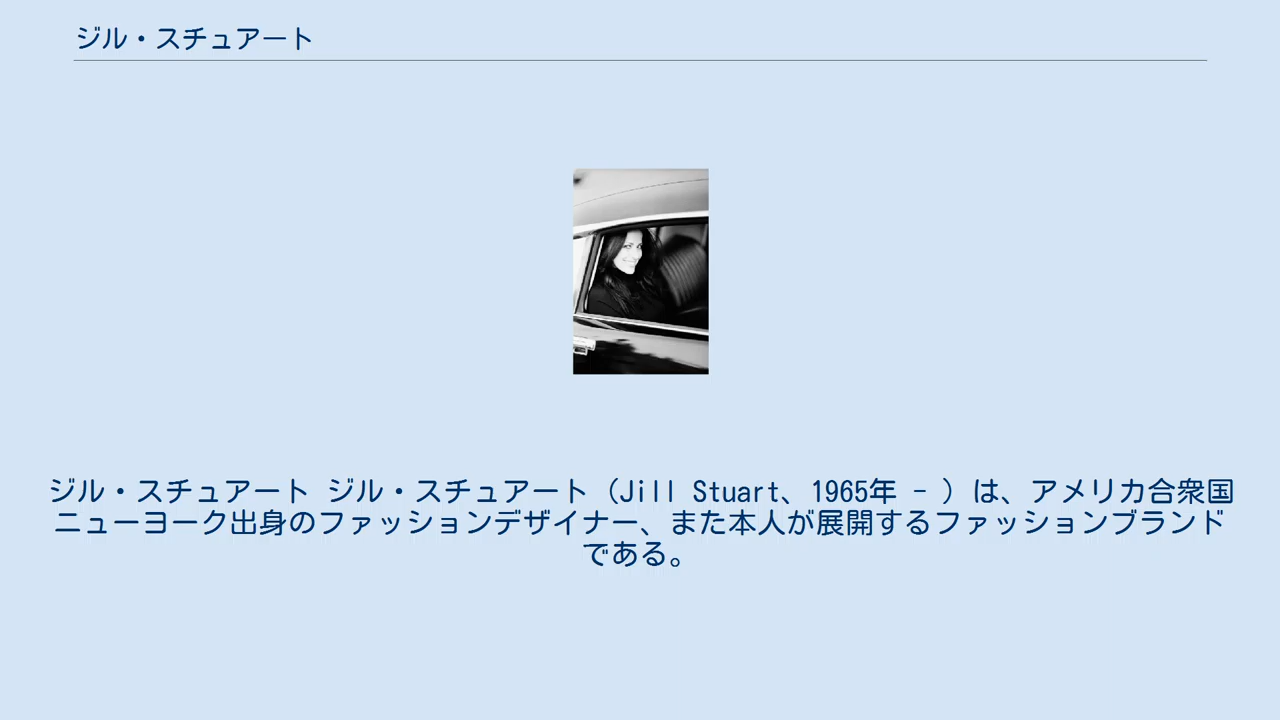 ジル・スチュアート
ジル・スチュアート ジル・スチュアート（Jill Stuart、1965年 - ）は、アメリカ合衆国
ニューヨーク出身のファッションデザイナー、また本人が展開するファッションブランド
である。